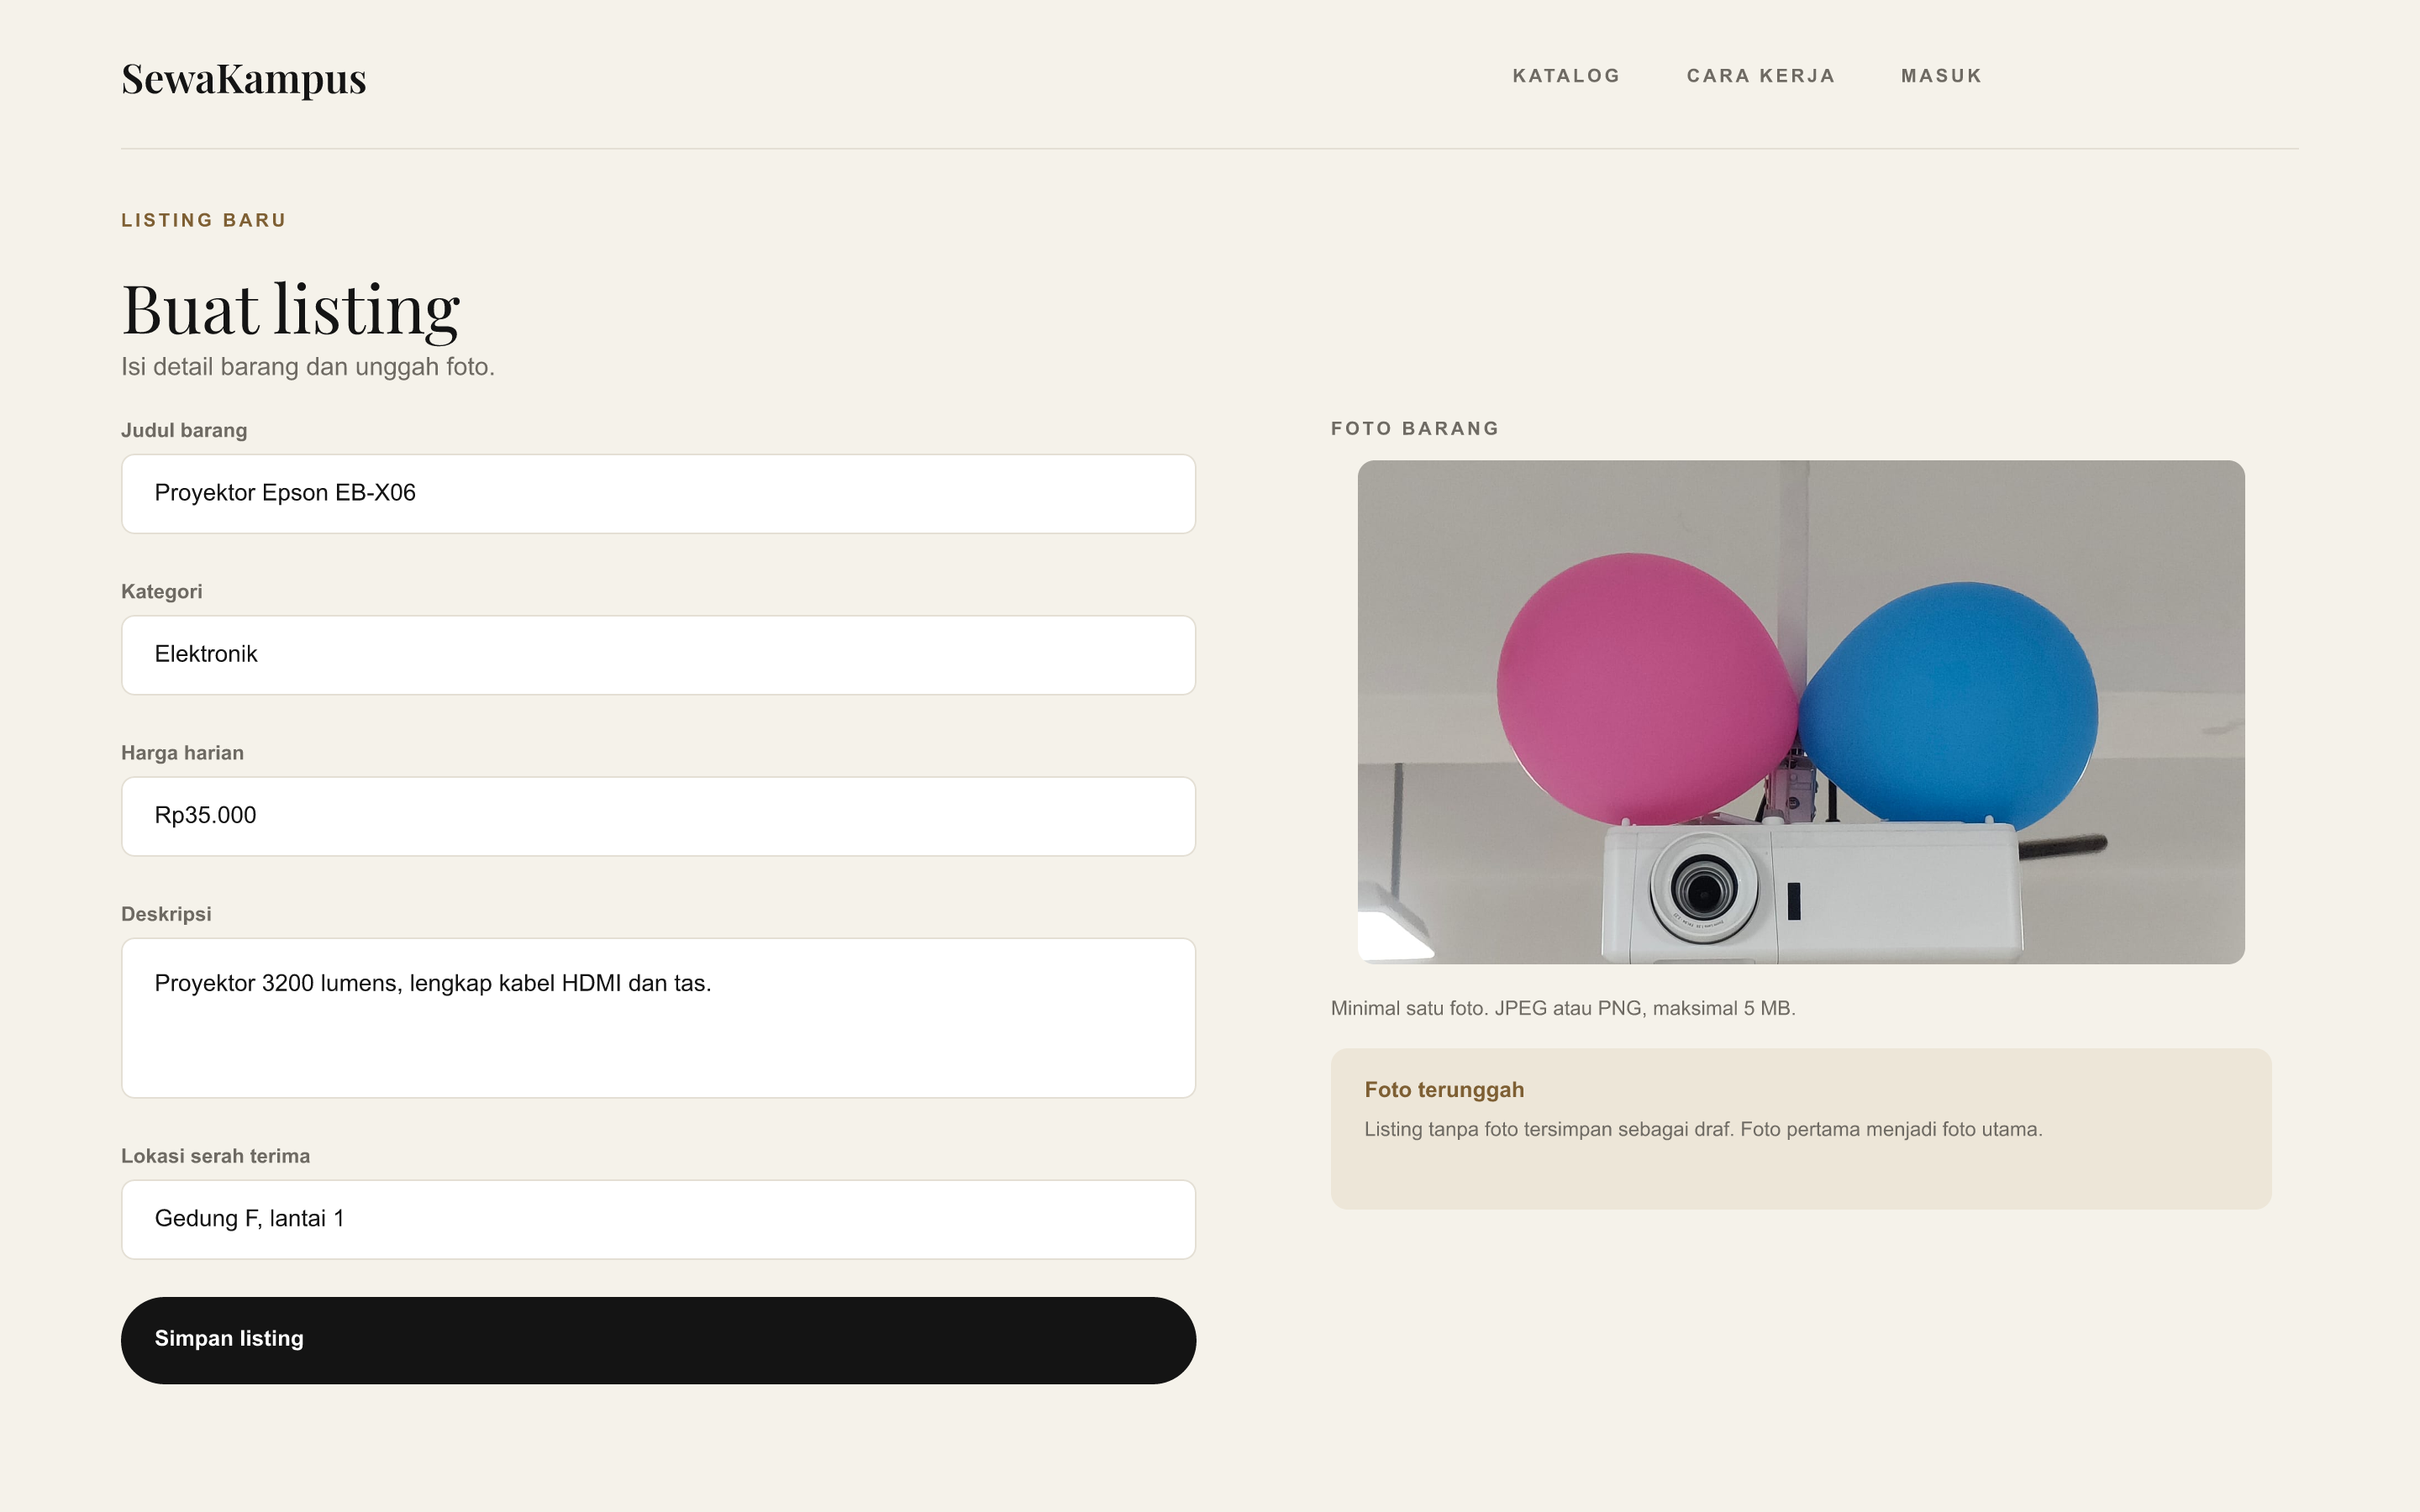 SewaKampus
KATALOG CARA KERJA MASUK
LISTING BARU
Buat listing
Isi detail barang dan unggah foto.
Judul barang
Proyektor Epson EB-X06
Kategori
Elektronik
Harga harian
Rp35.000
Deskripsi
Proyektor 3200 lumens, lengkap kabel HDMI dan tas.
Lokasi serah terima
Gedung F, lantai 1
Simpan listing
FOTO BARANG
Minimal satu foto. JPEG atau PNG, maksimal 5 MB.
Foto terunggah
Listing tanpa foto tersimpan sebagai draf. Foto pertama menjadi foto utama.